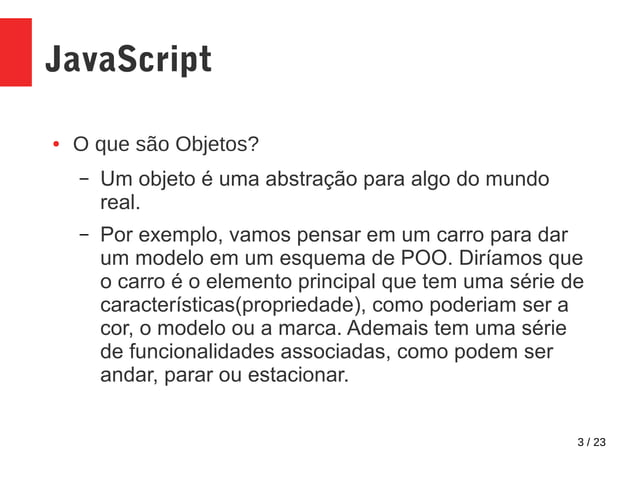 JavaScript
● O que são Objetos?
– Um objeto é uma abstração para algo do mundo
real.
– Por exemplo, vamos pensar em um carro para dar
um modelo em um esquema de POO. Diríamos que
o carro é o elemento principal que tem uma série de
características(propriedade), como poderiam ser a
cor, o modelo ou a marca. Ademais tem uma série
de funcionalidades associadas, como podem ser
andar, parar ou estacionar.
3 / 23